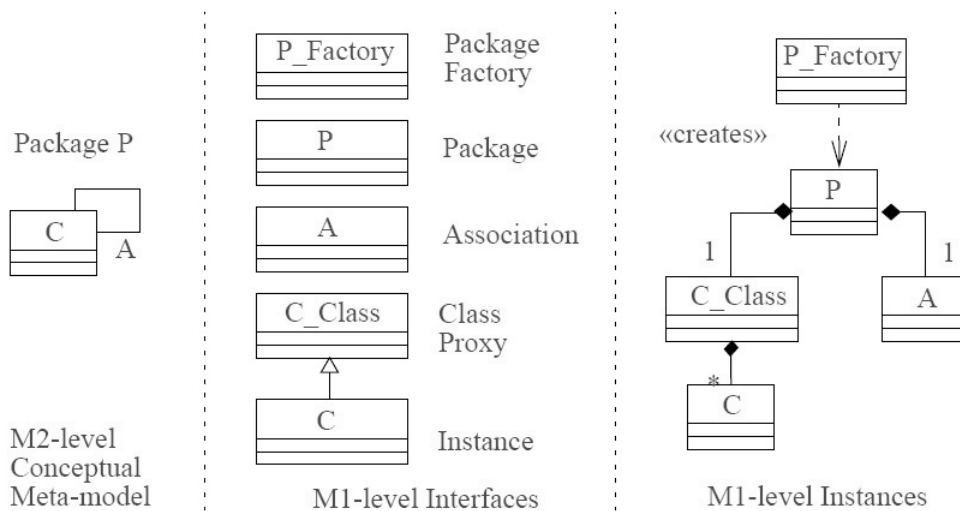 Package P
C
A
M2-level
Conceptual
Meta-model
P_Factory
Package
Factory
P
Package
A
Association
C_Class
Class
Proxy
C
Instance
M1-level Interfaces
P_Factory
«creates»
P
1
1
C_Class
A
*
C
M1-level Instances